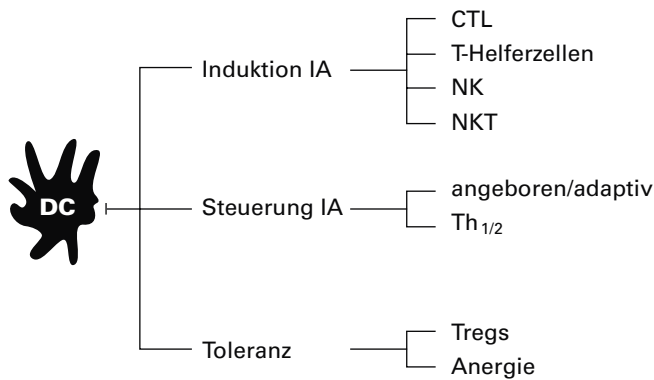 DC
Induktion IA
CTL
T-Helferzellen
NK
NKT
Steuerung IA
angeboren/adaptiv
Th1/2
Toleranz
Tregs
Anergie